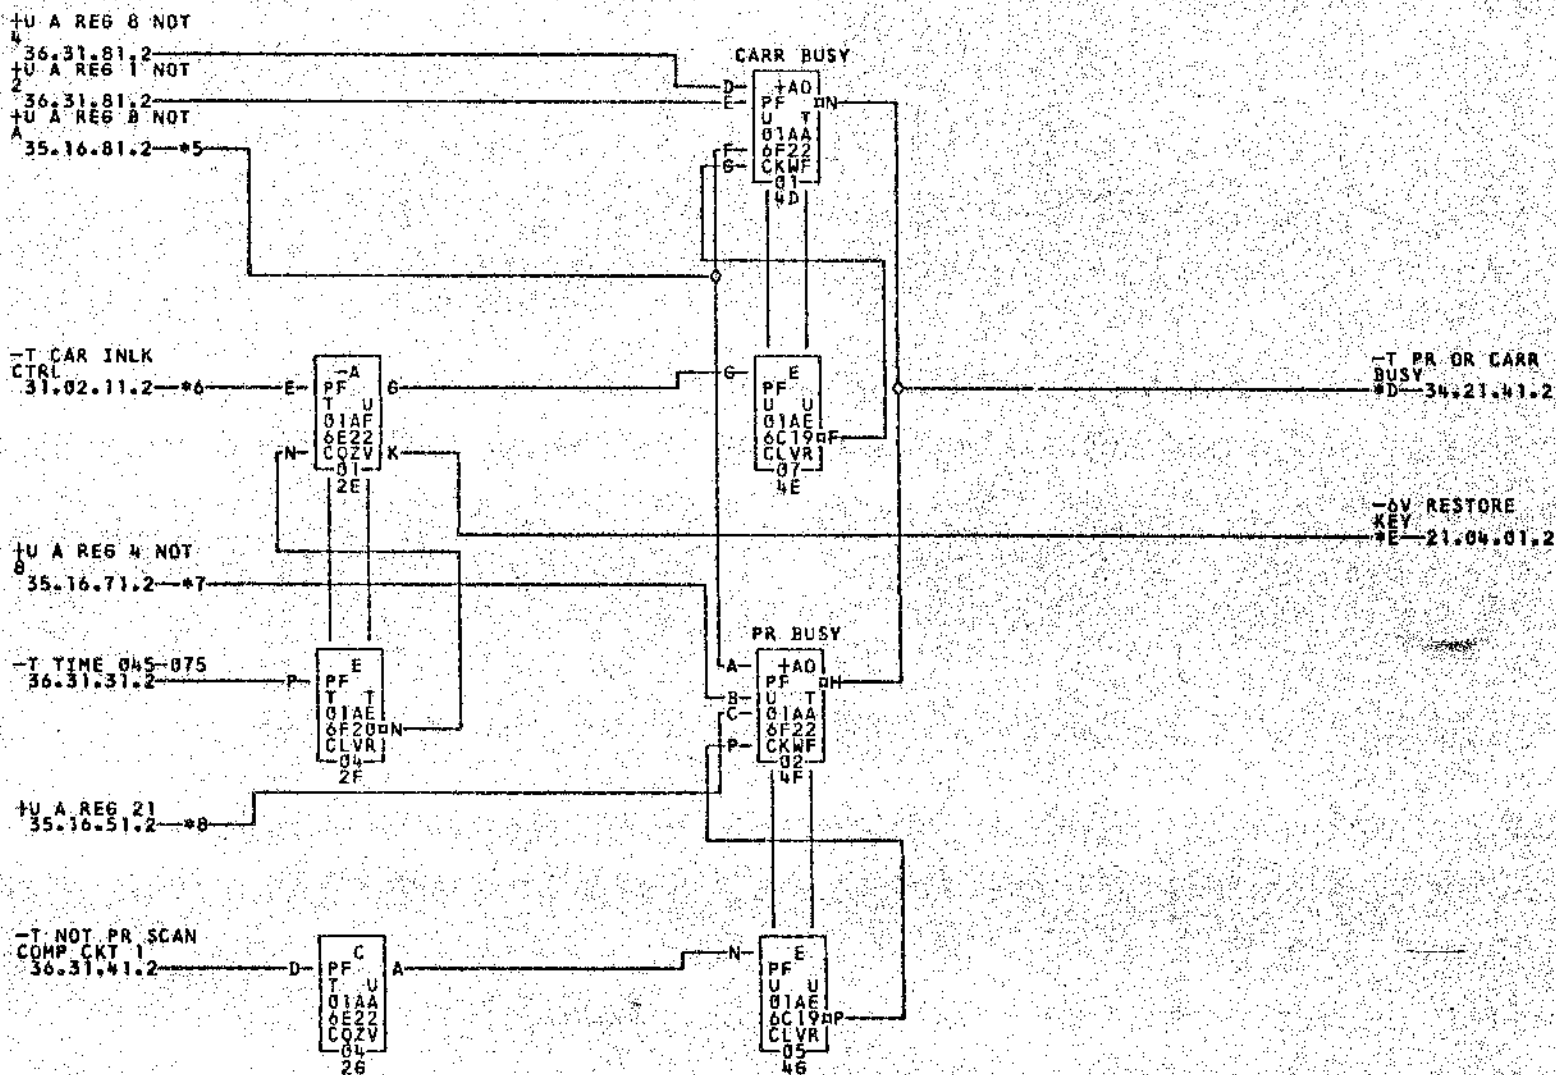 +U A REG 8 NOT
4
36.31.81.2
+U A REG 1 NOT
2
36.31.81.2
+U A REG B NOT
A
35.16.81.2—*5
CARR BUSY
D
E
F
G
+AO
PF N
U T
01AA
6F22
CKWF
01
4D
-T CAR INLK
CTRL
31.02.11.2—*6
E
N
-A
PF G
T U
01AF
6E22
CQZV K
01
2E
G
E
PF
U U
01AE
6C19 F
CLVR
07
4E
-T PR OR CARR
BUSY
*D—34.21.41.2
-6V RESTORE
KEY
*E—21.04.01.2
+U A REG 4 NOT
8
35.16.71.2—*7
-T TIME 045-075
36.31.31.2
P
E
PF
T T
01AE
6F20 N
CLVR
04
2F
PR BUSY
A
B
C
P
+AO
PF H
U T
01AA
6F22
CKWF
02
4F
+U A REG 21
35.16.51.2—*8
-T NOT PR SCAN
COMP CKT 1
36.31.41.2
D
C
PF A
T U
01AA
6E22
CQZV
04
2G
N
E
PF
U U
01AE
6C19 P
CLVR
05
4G